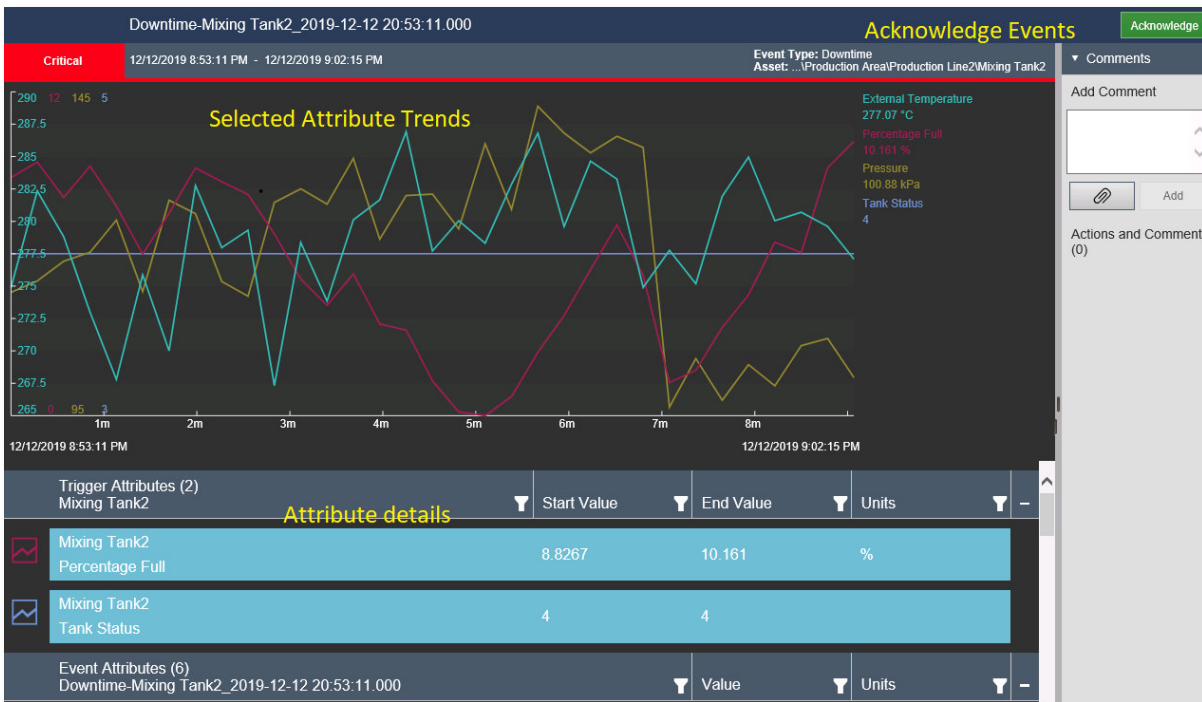 Downtime-Mixing Tank2_2019-12-12 20:53:11.000
Acknowledge Events
Acknowledge
Critical
12/12/2019 8:53:11 PM - 12/12/2019 9:02:15 PM
Event Type: Downtime
Asset: ...\Production Area\Production Line2\Mixing Tank2
Comments
Add Comment
Add
Actions and Comment
(0)
Selected Attribute Trends
290 12 145 5
287.5
285
282.5
280
277.5
275
272.5
270
267.5
265 0 95 3
1m 2m 3m 4m 5m 6m 7m 8m
12/12/2019 8:53:11 PM
12/12/2019 9:02:15 PM
External Temperature
277.07 °C
Percentage Full
10.161 %
Pressure
100.88 kPa
Tank Status
4
Trigger Attributes (2)
Mixing Tank2
Start Value
End Value
Units
Attribute details
Mixing Tank2
Percentage Full
8.8267
10.161
%
Mixing Tank2
Tank Status
4
4
Event Attributes (6)
Downtime-Mixing Tank2_2019-12-12 20:53:11.000
Value
Units